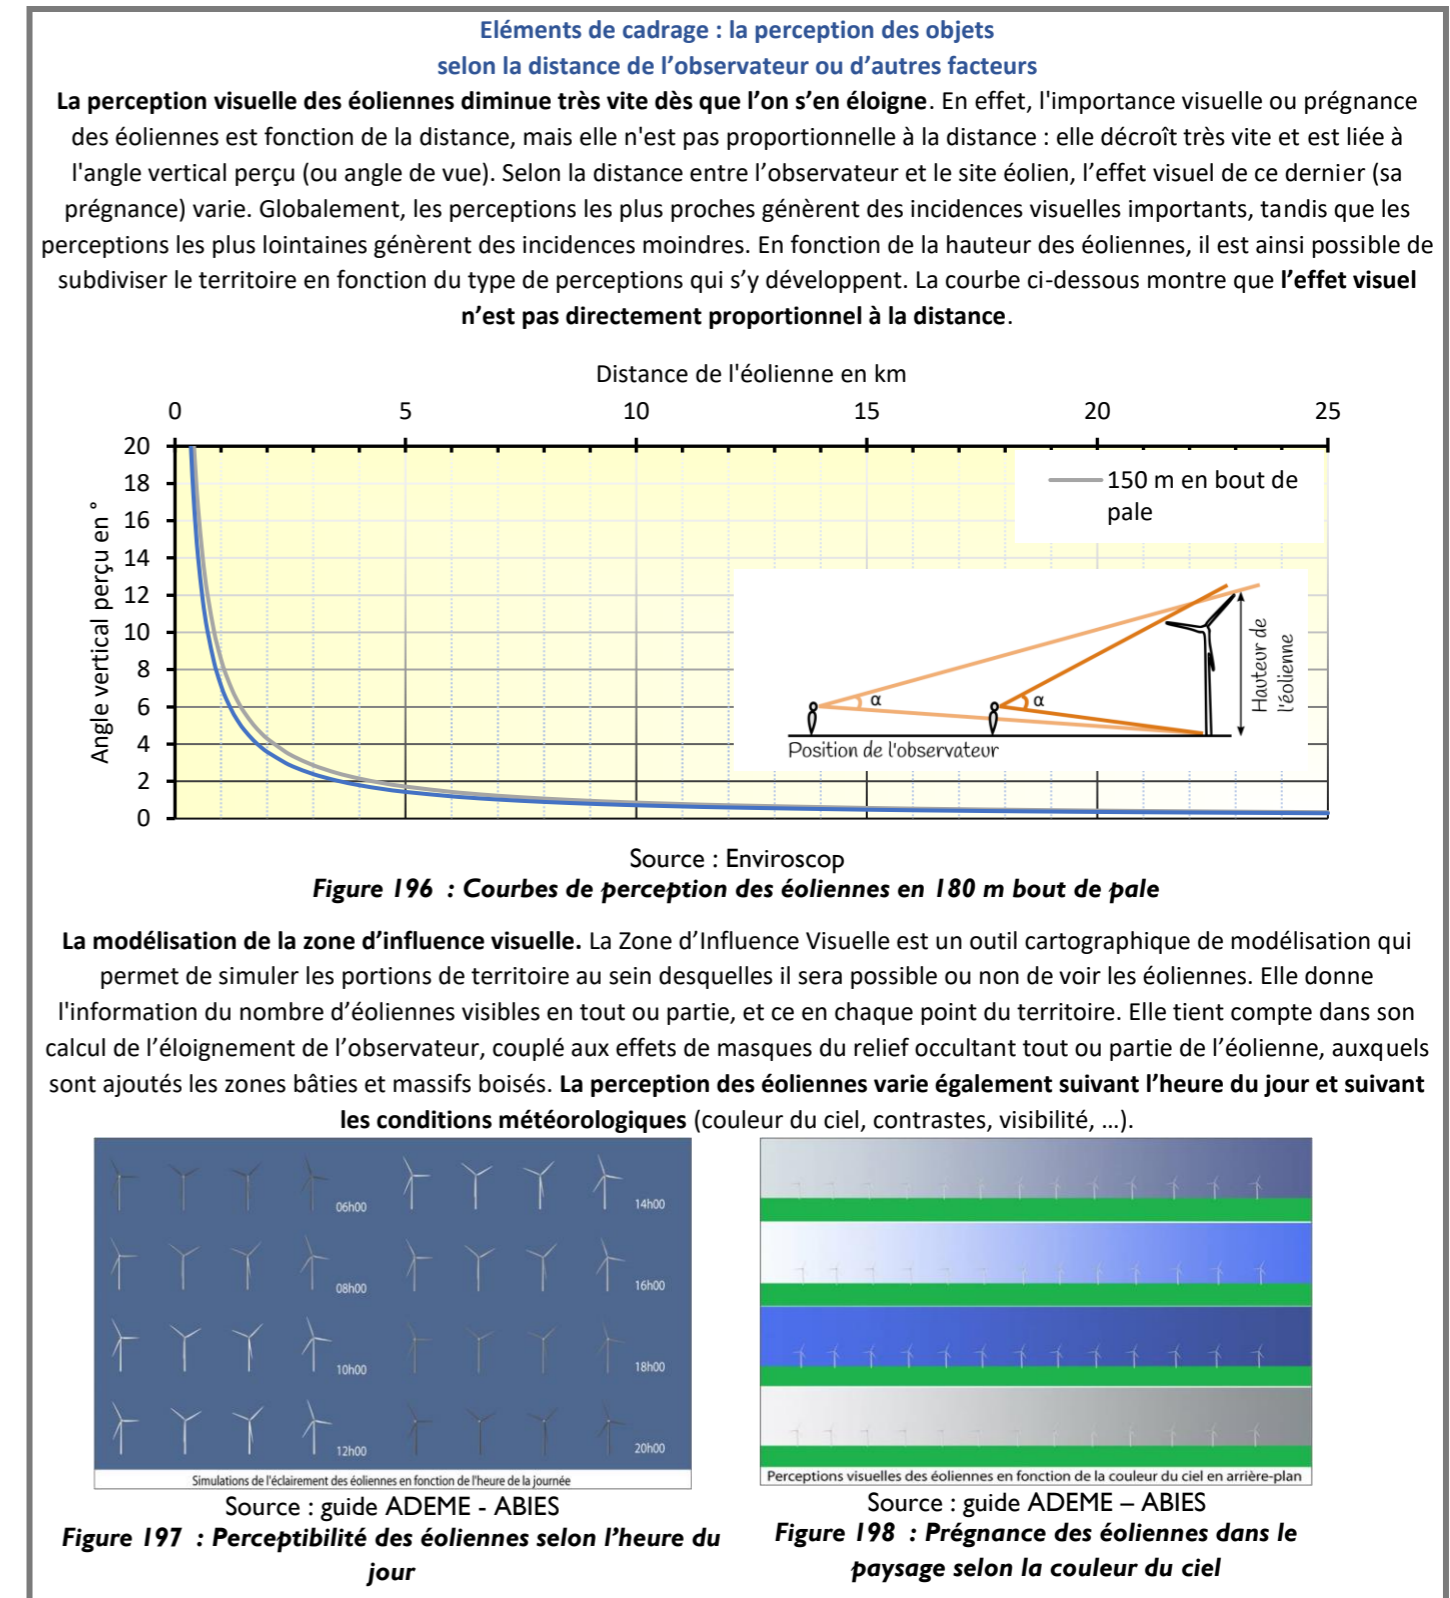 Eléments de cadrage : la perception des objets
selon la distance de l’observateur ou d’autres facteurs
La perception visuelle des éoliennes diminue très vite dès que l’on s’en éloigne. En effet, l'importance visuelle ou prégnance
des éoliennes est fonction de la distance, mais elle n'est pas proportionnelle à la distance : elle décroît très vite et est liée à
l'angle vertical perçu (ou angle de vue). Selon la distance entre l’observateur et le site éolien, l’effet visuel de ce dernier (sa
prégnance) varie. Globalement, les perceptions les plus proches génèrent des incidences visuelles importants, tandis que les
perceptions les plus lointaines génèrent des incidences moindres. En fonction de la hauteur des éoliennes, il est ainsi possible de
subdiviser le territoire en fonction du type de perceptions qui s’y développent. La courbe ci-dessous montre que l’effet visuel
n’est pas directement proportionnel à la distance.
Distance de l'éolienne en km
0 5 10 15 20 25
20
18
16
14
12
10
8
6
4
2
0
Angle vertical perçu en °
150 m en bout de
pale
α
α
Hauteur de
l'éolienne
Position de l'observateur
Source : Enviroscop
Figure 196 : Courbes de perception des éoliennes en 180 m bout de pale
La modélisation de la zone d’influence visuelle. La Zone d’Influence Visuelle est un outil cartographique de modélisation qui
permet de simuler les portions de territoire au sein desquelles il sera possible ou non de voir les éoliennes. Elle donne
l'information du nombre d’éoliennes visibles en tout ou partie, et ce en chaque point du territoire. Elle tient compte dans son
calcul de l’éloignement de l’observateur, couplé aux effets de masques du relief occultant tout ou partie de l’éolienne, auxquels
sont ajoutés les zones bâties et massifs boisés. La perception des éoliennes varie également suivant l’heure du jour et suivant
les conditions météorologiques (couleur du ciel, contrastes, visibilité, …).
06h00 14h00
08h00 16h00
10h00 18h00
12h00 20h00
Simulations de l'éclairement des éoliennes en fonction de l'heure de la journée
Source : guide ADEME - ABIES
Figure 197 : Perceptibilité des éoliennes selon l’heure du
jour
Perceptions visuelles des éoliennes en fonction de la couleur du ciel en arrière-plan
Source : guide ADEME – ABIES
Figure 198 : Prégnance des éoliennes dans le
paysage selon la couleur du ciel